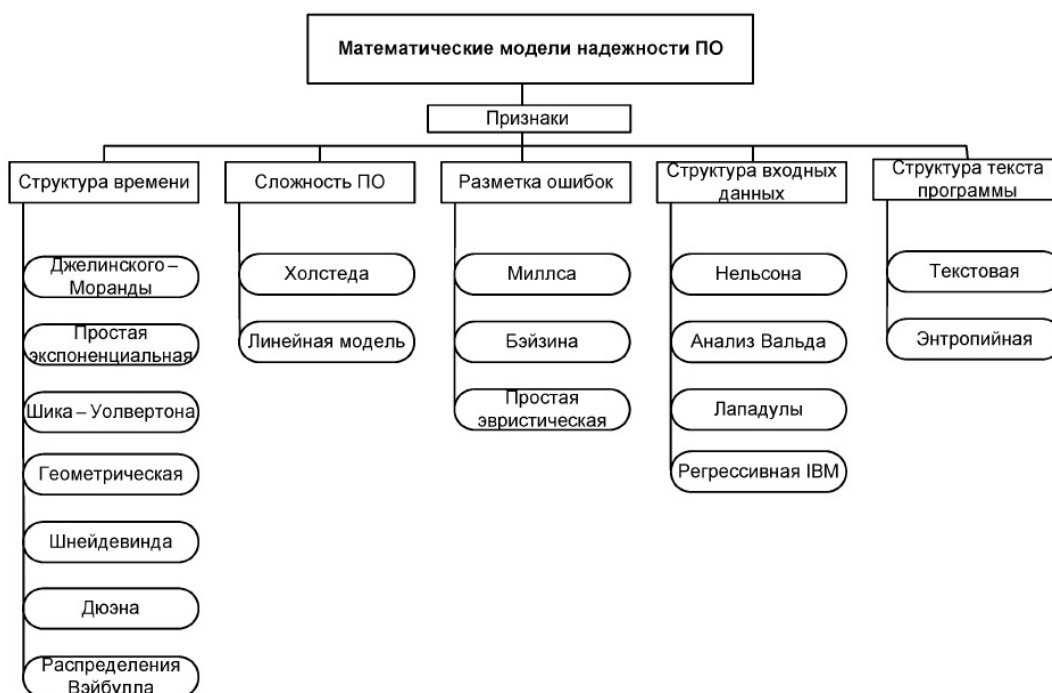 Математические модели надежности ПО
Признаки
Структура времени
Джелинского –
Моранды
Простая
экспоненциальная
Шика – Уолвертона
Геометрическая
Шнейдевинда
Дюэна
Распределения
Вэйбулла
Сложность ПО
Холстеда
Линейная модель
Разметка ошибок
Миллса
Бэйзина
Простая
эвристическая
Структура входных
данных
Нельсона
Анализ Вальда
Лападулы
Регрессивная IBM
Структура текста
программы
Текстовая
Энтропийная